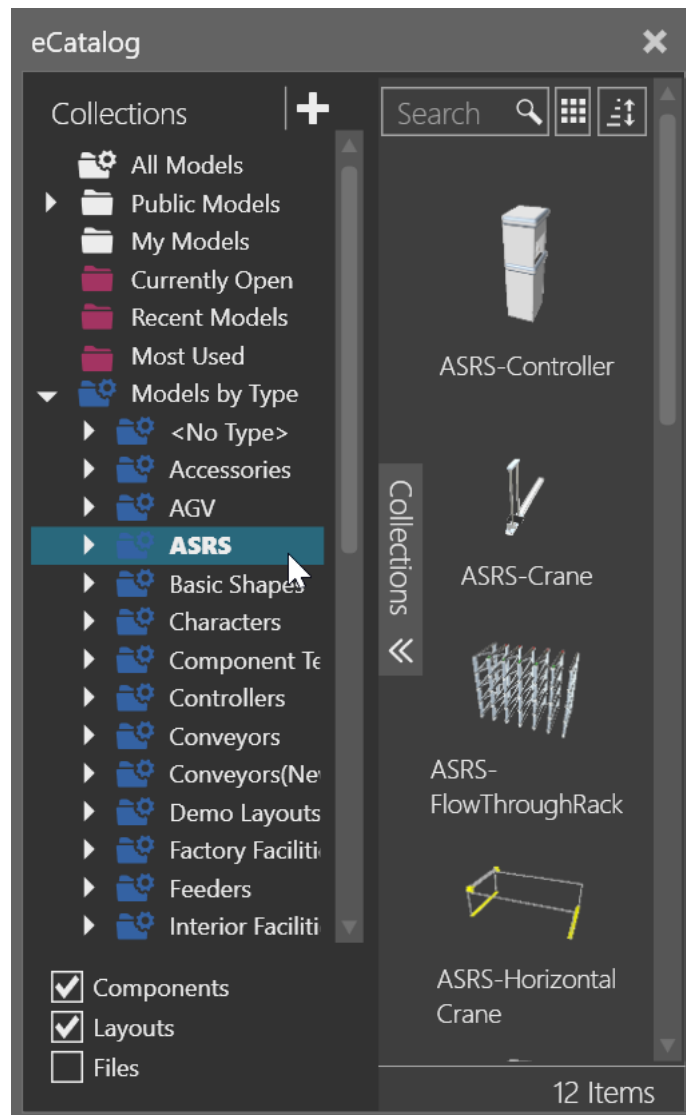 eCatalog
Collections
All Models
Public Models
My Models
Currently Open
Recent Models
Most Used
Models by Type
<No Type>
Accessories
AGV
ASRS
Basic Shapes
Characters
Component Te
Controllers
Conveyors
Conveyors(Ne
Demo Layouts
Factory Faciliti
Feeders
Interior Faciliti
Components
Layouts
Files
Search
Collections
ASRS-Controller
ASRS-Crane
ASRS-
FlowThroughRack
ASRS-Horizontal
Crane
12 Items